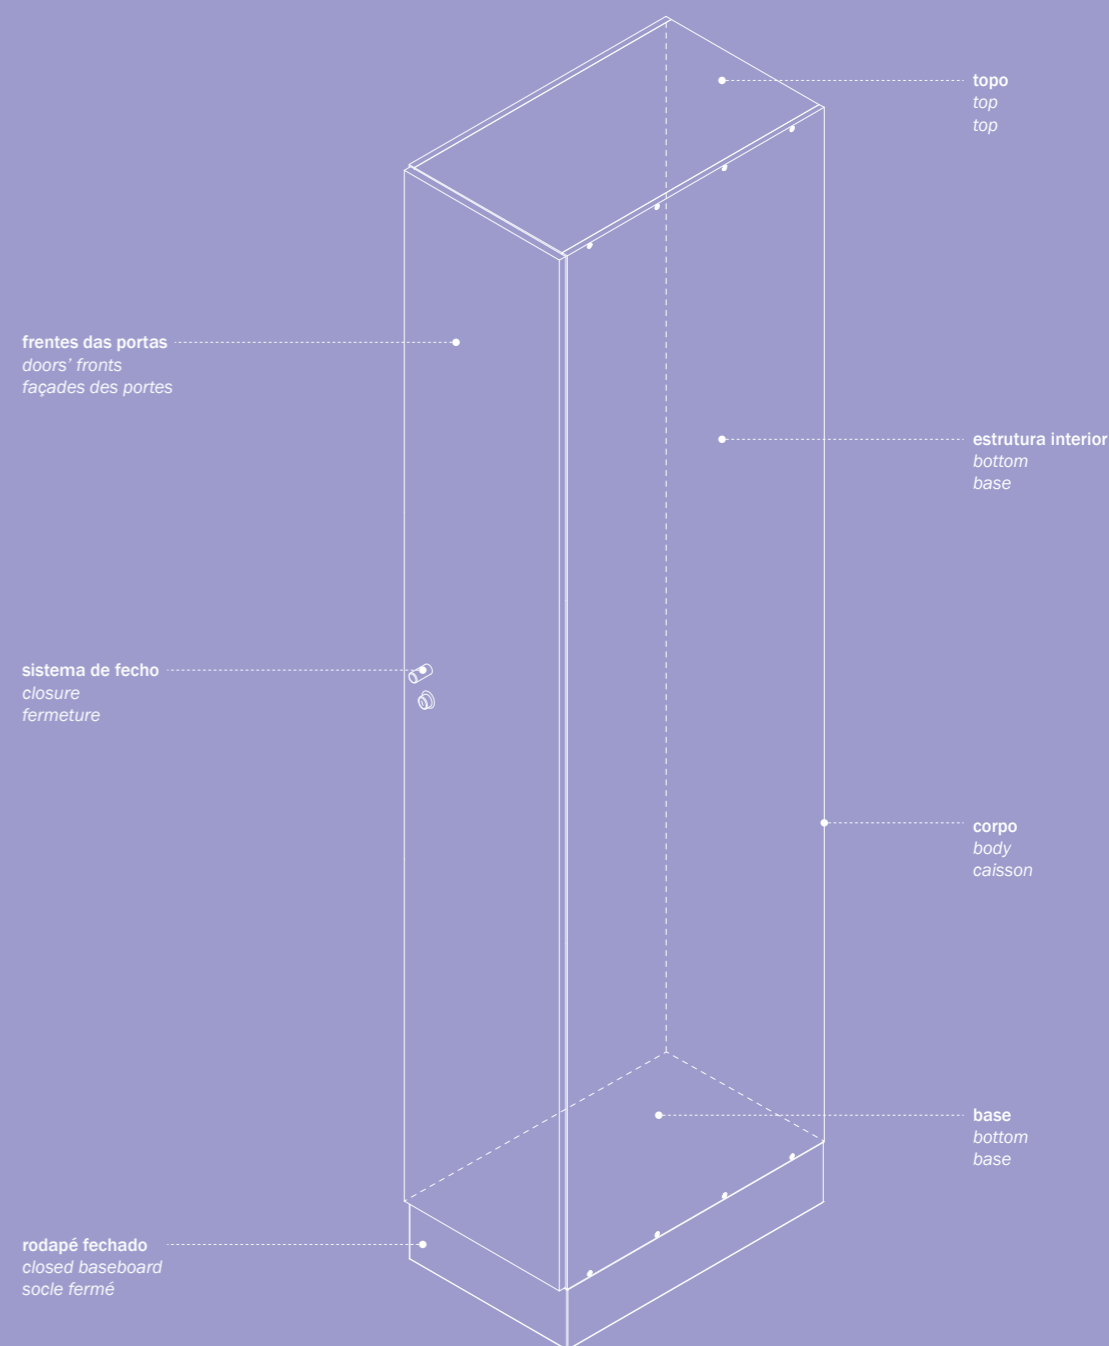 topo
top
top
frentes das portas
doors' fronts
façades des portes
estrutura interior
bottom
base
sistema de fecho
closure
fermeture
corpo
body
caisson
base
bottom
base
rodapé fechado
closed baseboard
socle fermé